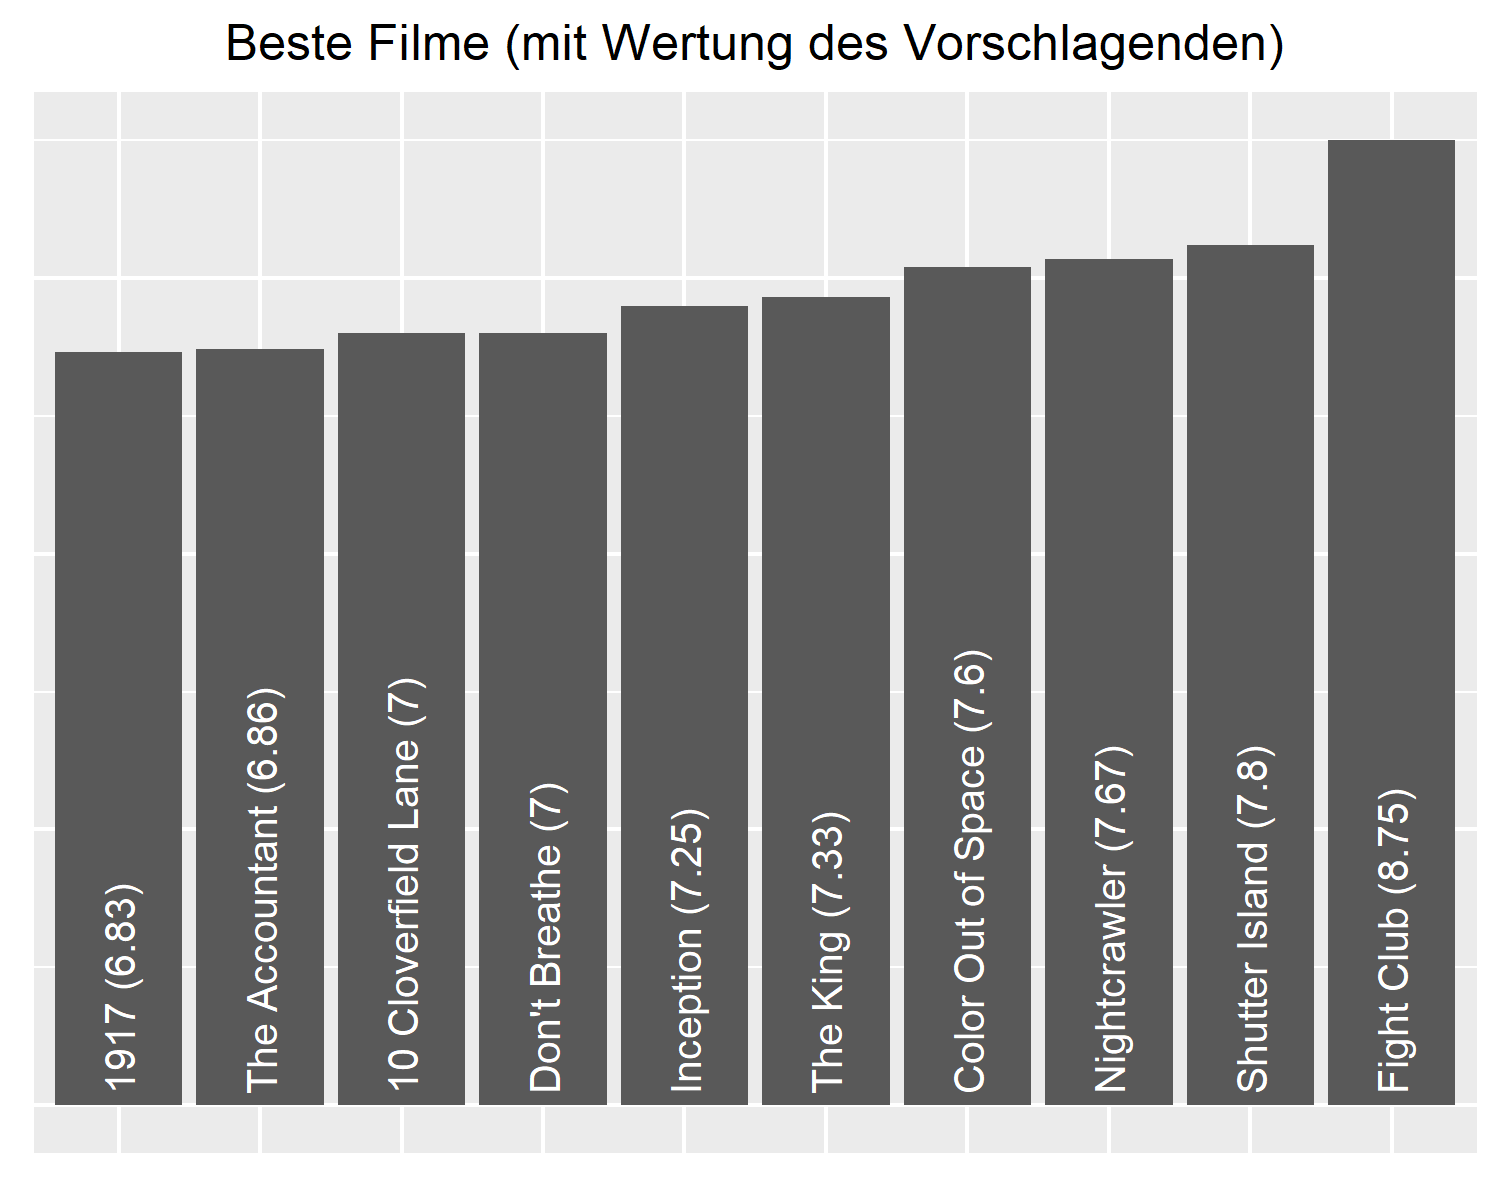 Beste Filme (mit Wertung des Vorschlagenden)
1917 (6.83)
The Accountant (6.86)
10 Cloverfield Lane (7)
Don't Breathe (7)
Inception (7.25)
The King (7.33)
Color Out of Space (7.6)
Nightcrawler (7.67)
Shutter Island (7.8)
Fight Club (8.75)